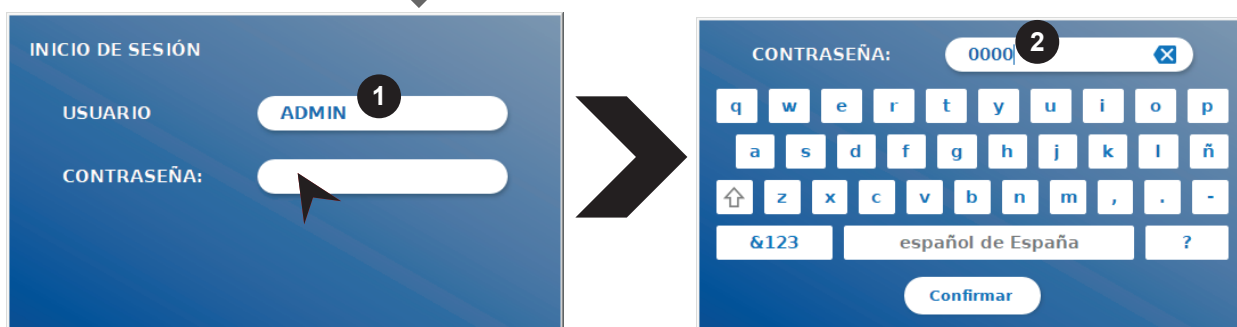 INICIO DE SESIÓN
USUARIO ADMIN 1
CONTRASEÑA:
CONTRASEÑA: 0000 2
q w e r t y u i o p
a s d f g h j k l ñ
z x c v b n m , . -
&123 español de España ?
Confirmar